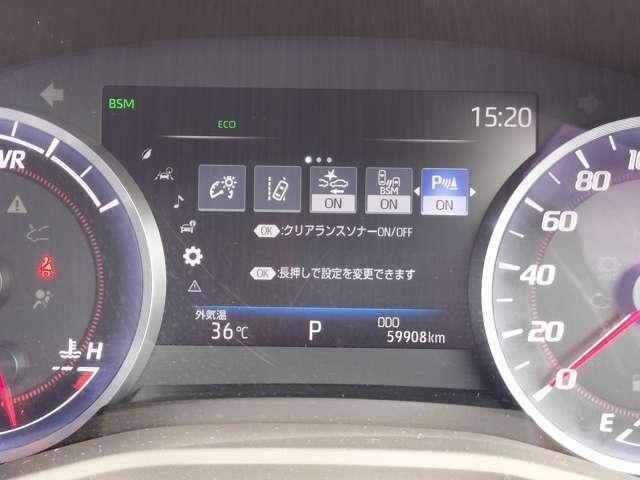 BSM
ECO
15:20
BSM
P
ON
ON
ON
OK :クリアランスソナーON/OFF
OK :長押しで設定を変更できます
外気温
36℃
P
ODO
59908km
VR
H
100
80
60
40
20
0
E